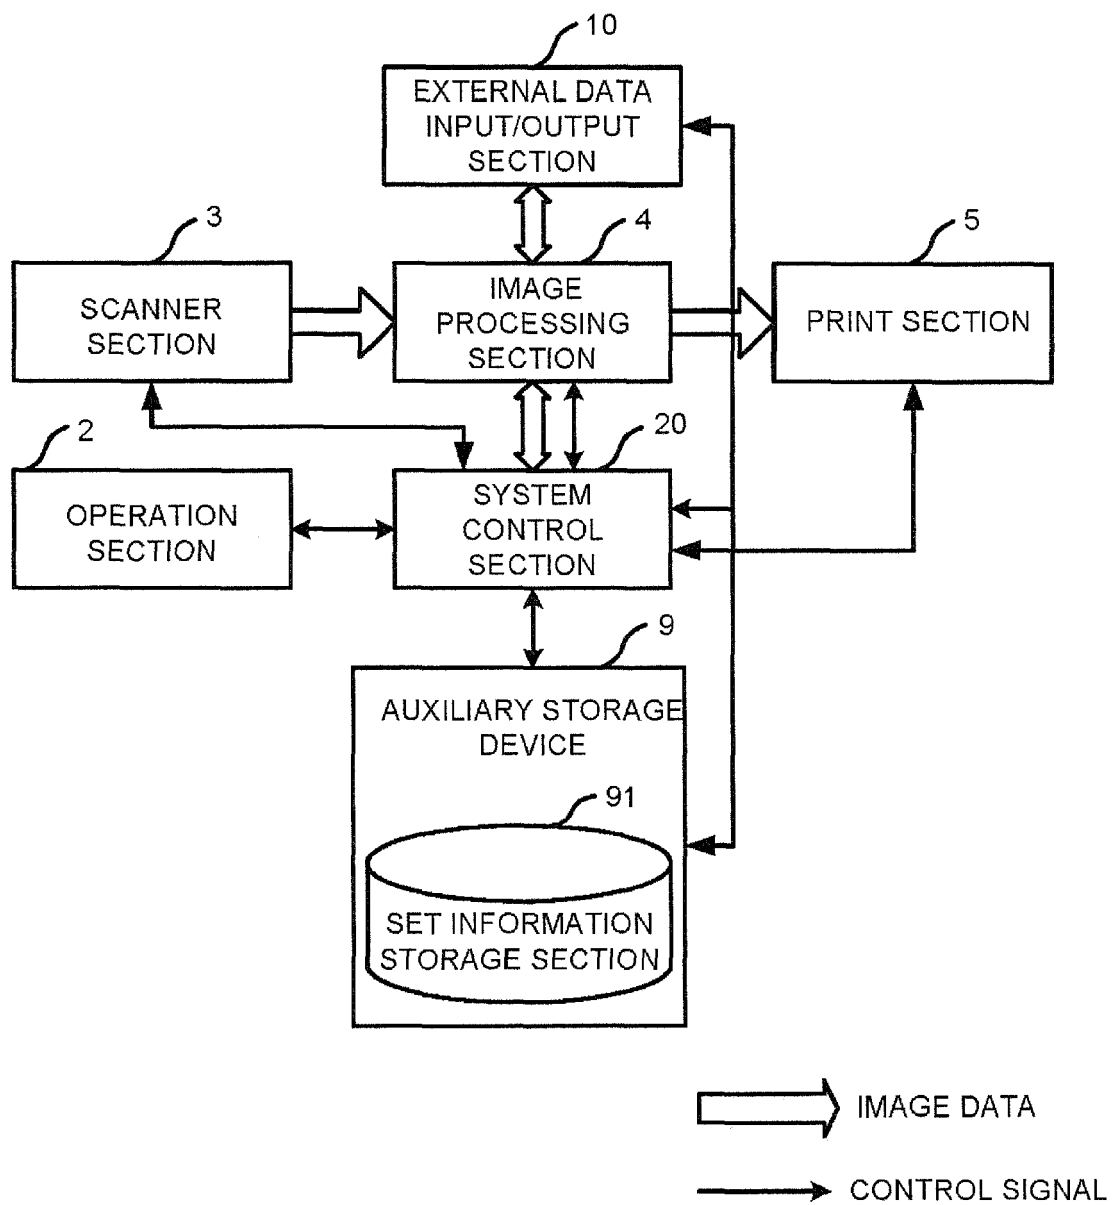 10
EXTERNAL DATA
INPUT/OUTPUT
SECTION
3
SCANNER
SECTION
4
IMAGE
PROCESSING
SECTION
5
PRINT SECTION
2
OPERATION
SECTION
20
SYSTEM
CONTROL
SECTION
9
AUXILIARY STORAGE
DEVICE
91
SET INFORMATION
STORAGE SECTION
IMAGE DATA
CONTROL SIGNAL